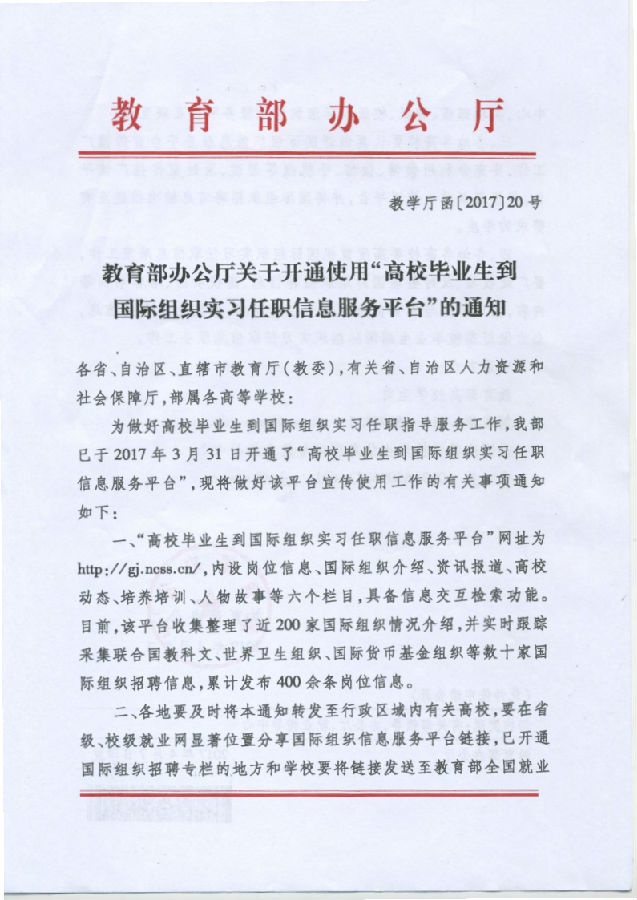 教育部办公厅
教学厅函〔2017〕20号
教育部办公厅关于开通使用“高校毕业生到
国际组织实习任职信息服务平台”的通知
各省、自治区、直辖市教育厅(教委),有关省、自治区人力资源和
社会保障厅,部属各高等学校:
为做好高校毕业生到国际组织实习任职指导服务工作,我部
已于2017年3月31日开通了“高校毕业生到国际组织实习任职
信息服务平台”,现将做好该平台宣传使用工作的有关事项通知
如下:
一、“高校毕业生到国际组织实习任职信息服务平台”网址为
http://gj.ncss.cn/,内设岗位信息、国际组织介绍、资讯报道、高校
动态、培养培训、人物故事等六个栏目,具备信息交互检索功能。
目前,该平台收集整理了近200家国际组织情况介绍,并实时跟踪
采集联合国教科文、世界卫生组织、国际货币基金组织等数十家国
际组织招聘信息,累计发布400余条岗位信息。
二、各地要及时将本通知转发至行政区域内有关高校,要在省
级、校级就业网显著位置分享国际组织信息服务平台链接,已开通
国际组织招聘专栏的地方和学校要将链接发送至教育部全国就业